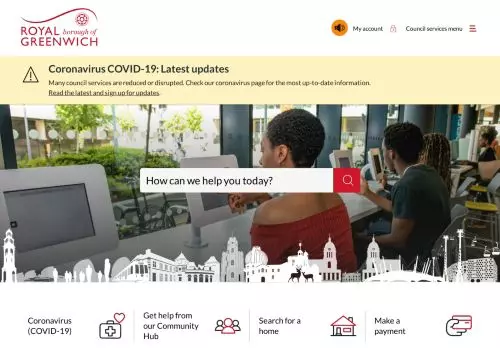 ROYAL borough of
GREENWICH
My account
Council services menu
Coronavirus COVID-19: Latest updates
Many council services are reduced or disrupted. Check our coronavirus page for the most up-to-date information.
Read the latest and sign up for updates.
How can we help you today?
Coronavirus
(COVID-19)
Get help from
our Community
Hub
Search for a
home
Make a
payment